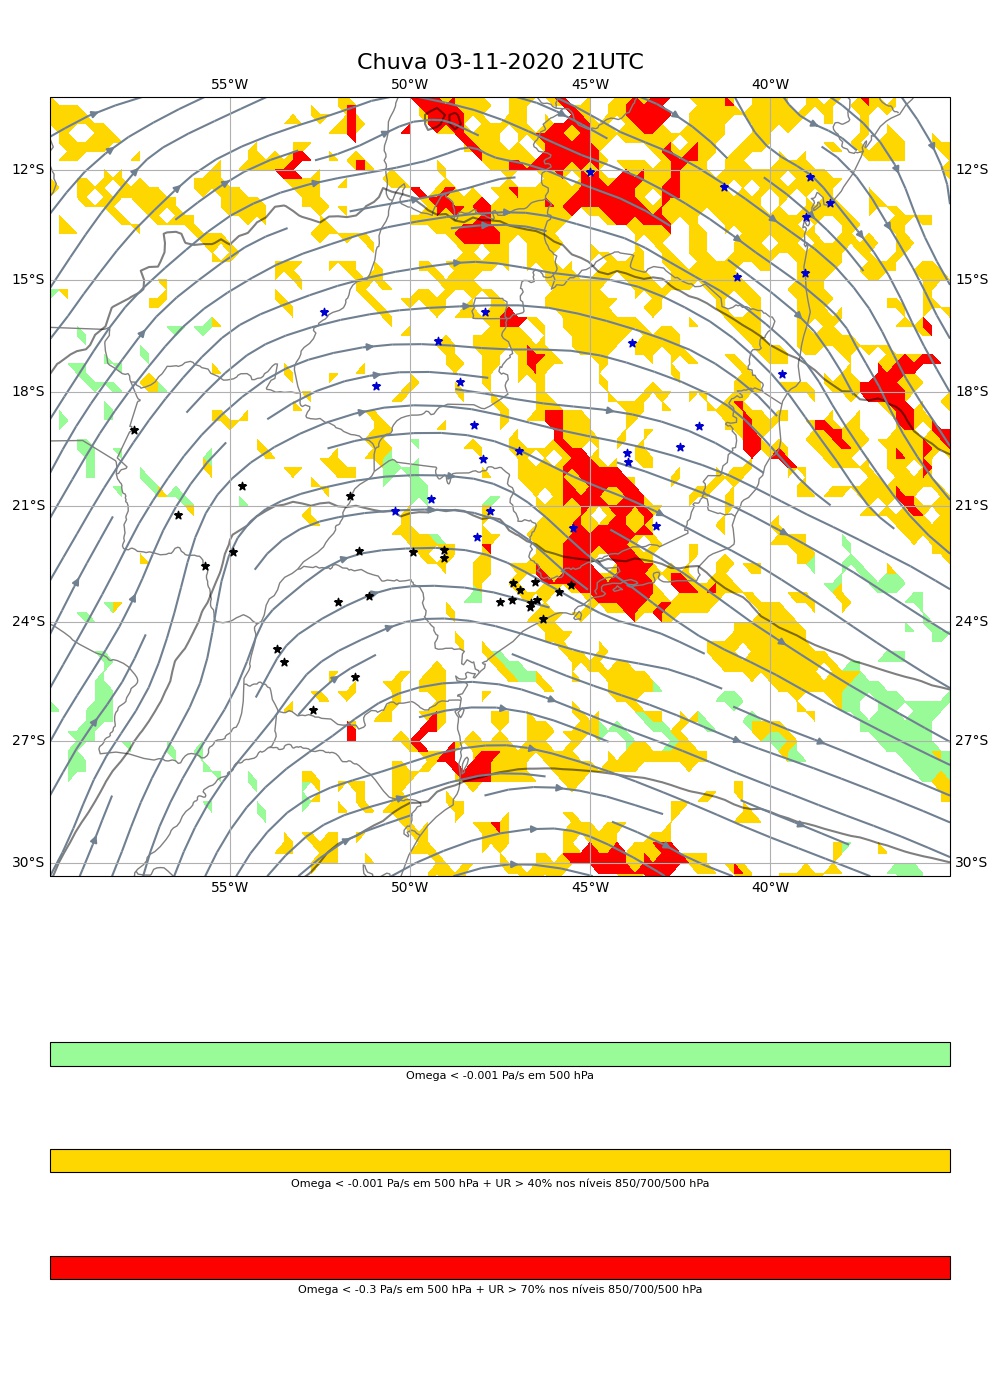 Chuva 03-11-2020 21UTC
55°W 50°W 45°W 40°W
12°S 12°S
15°S 15°S
18°S 18°S
21°S 21°S
24°S 24°S
27°S 27°S
30°S 30°S
55°W 50°W 45°W 40°W
Omega < -0.001 Pa/s em 500 hPa
Omega < -0.001 Pa/s em 500 hPa + UR > 40% nos níveis 850/700/500 hPa
Omega < -0.3 Pa/s em 500 hPa + UR > 70% nos níveis 850/700/500 hPa